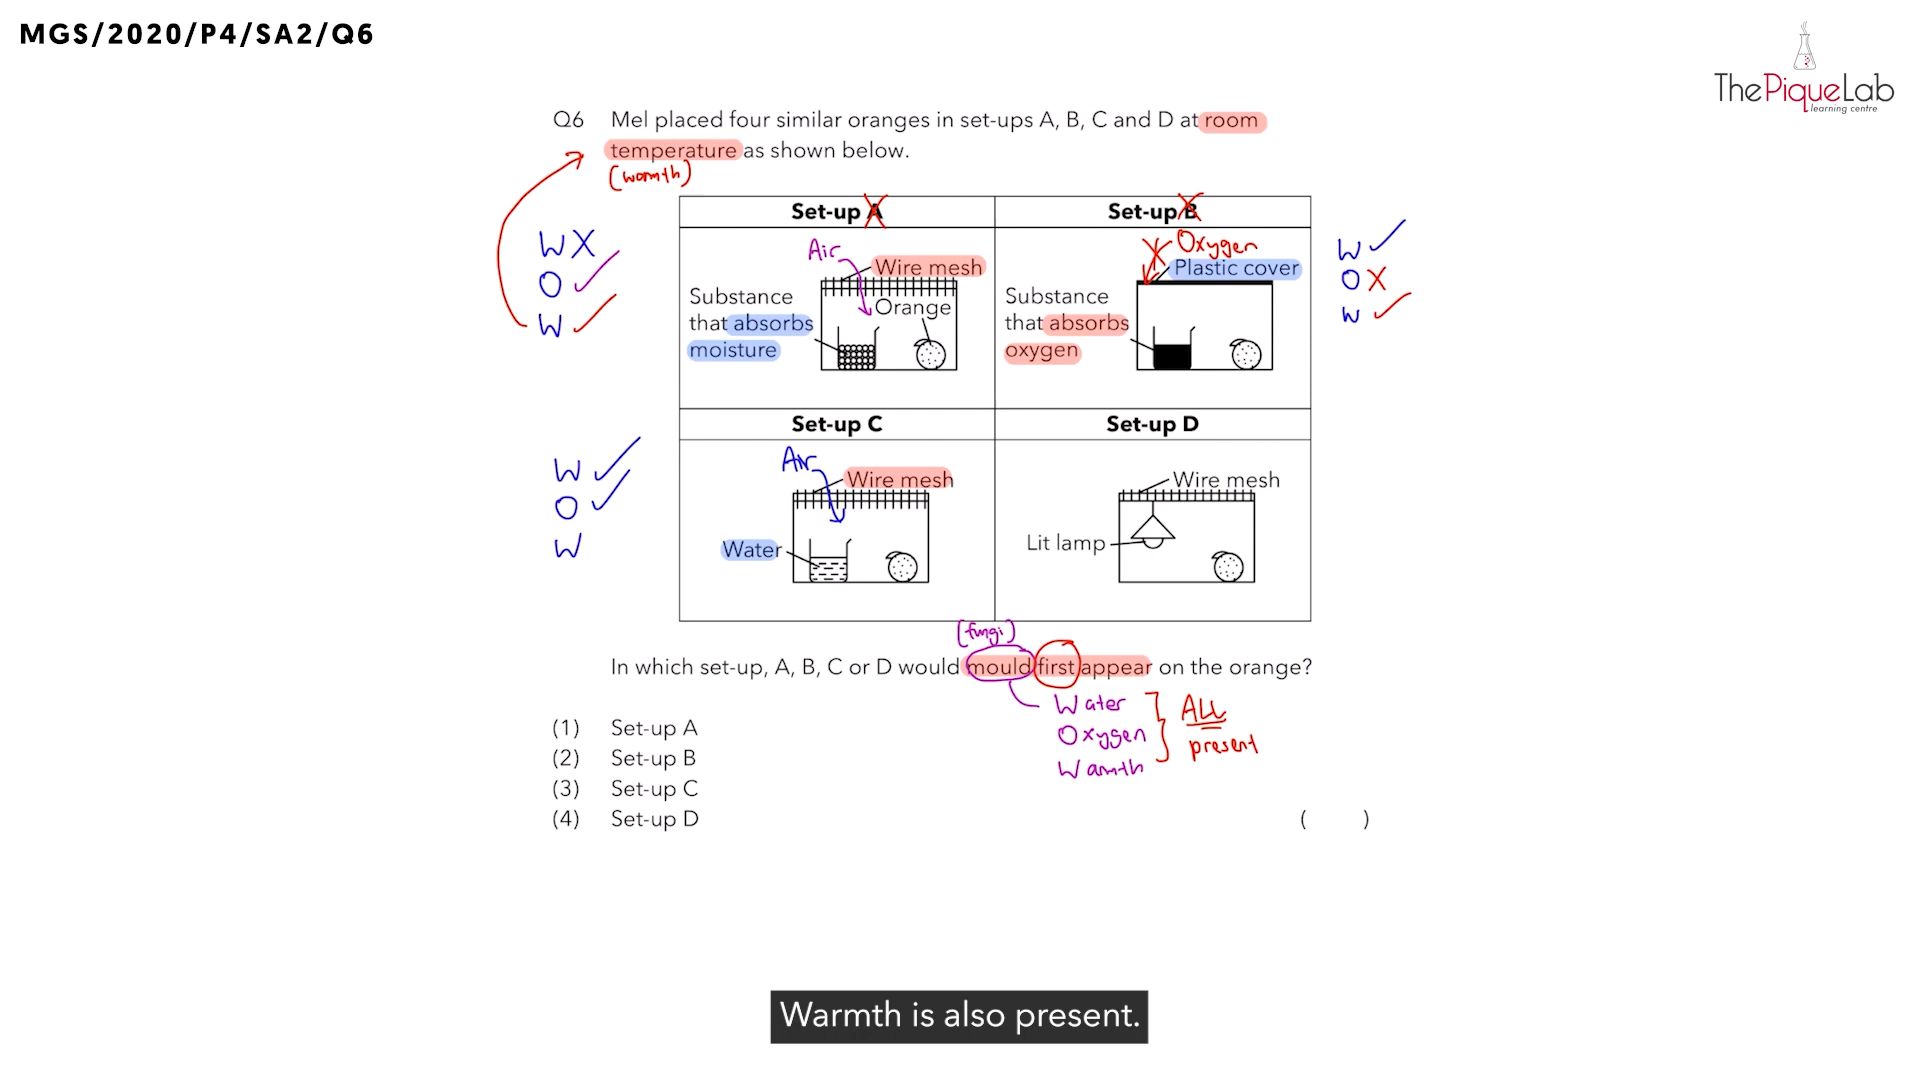 MGS/2020/P4/SA2/Q6
ThePiqueLab
learning centre
Q6 Mel placed four similar oranges in set-ups A, B, C and D at room
temperature as shown below.
(warmth)
Set-up A
Set-up B
W X
O ✓
W ✓
Air
Wire mesh
Substance
that absorbs
moisture
Orange
X Oxygen
Plastic cover
Substance
that absorbs
oxygen
W ✓
O X
W ✓
Set-up C
Set-up D
W ✓
O ✓
W
Air
Wire mesh
Water
Wire mesh
Lit lamp
(fungi)
In which set-up, A, B, C or D would mould first appear on the orange?
Water
Oxygen
Warmth
ALL
present
(1) Set-up A
(2) Set-up B
(3) Set-up C
(4) Set-up D ( )
Warmth is also present.